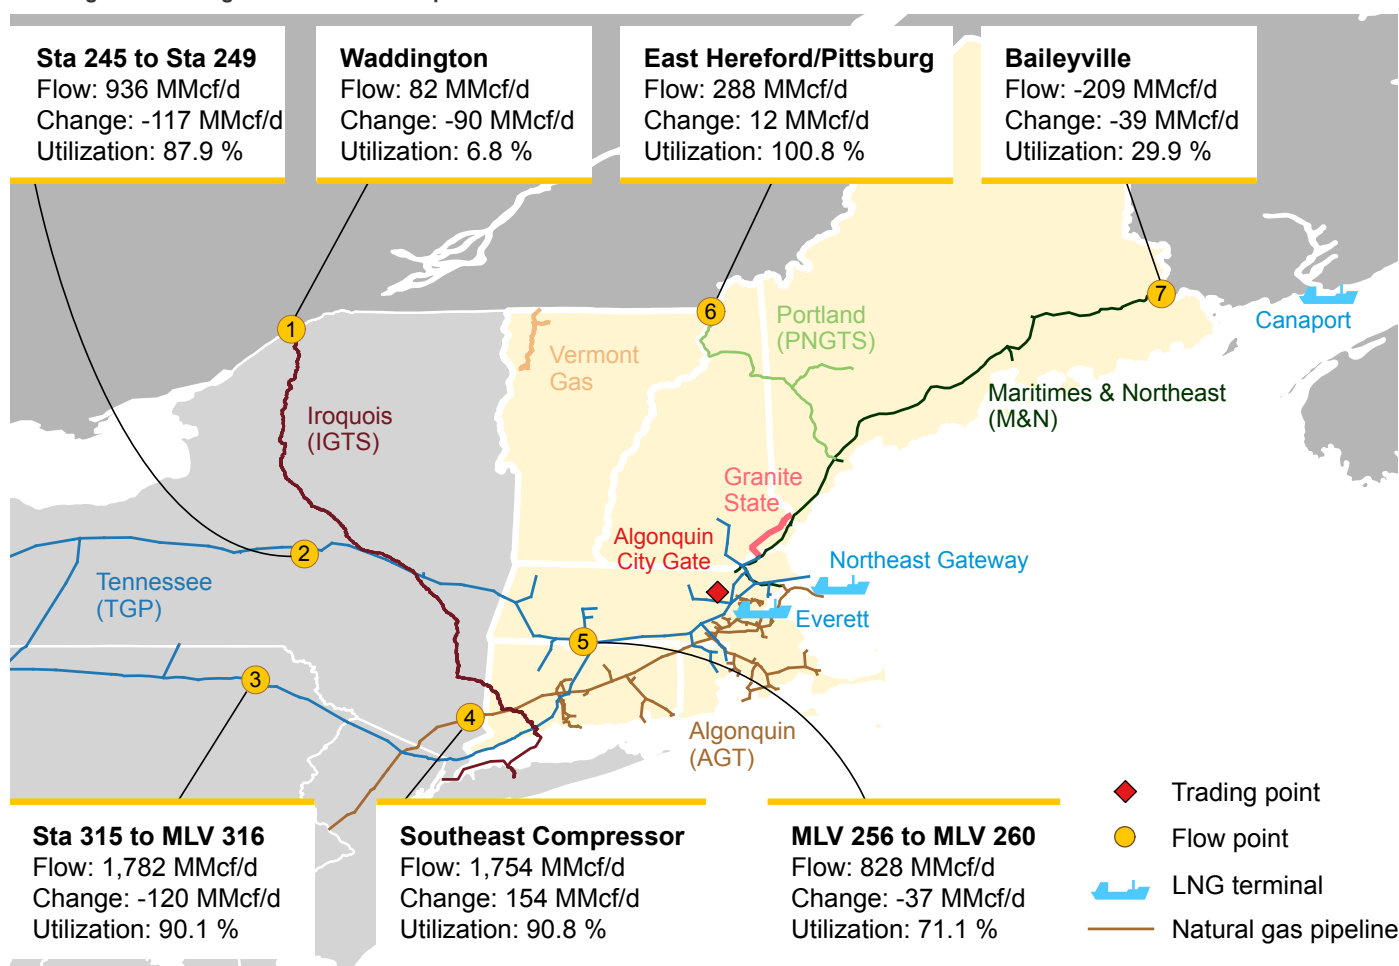 Sta 245 to Sta 249
Flow: 936 MMcf/d
Change: -117 MMcf/d
Utilization: 87.9 %
Waddington
Flow: 82 MMcf/d
Change: -90 MMcf/d
Utilization: 6.8 %
East Hereford/Pittsburg
Flow: 288 MMcf/d
Change: 12 MMcf/d
Utilization: 100.8 %
Baileyville
Flow: -209 MMcf/d
Change: -39 MMcf/d
Utilization: 29.9 %
1
6
7
Portland
(PNGTS)
Canaport
Vermont
Gas
Maritimes & Northeast
(M&N)
Iroquois
(IGTS)
Granite
State
Algonquin
City Gate
2
Northeast Gateway
Tennessee
(TGP)
Everett
5
3
4
Algonquin
(AGT)
Sta 315 to MLV 316
Flow: 1,782 MMcf/d
Change: -120 MMcf/d
Utilization: 90.1 %
Southeast Compressor
Flow: 1,754 MMcf/d
Change: 154 MMcf/d
Utilization: 90.8 %
MLV 256 to MLV 260
Flow: 828 MMcf/d
Change: -37 MMcf/d
Utilization: 71.1 %
Trading point
Flow point
LNG terminal
Natural gas pipeline